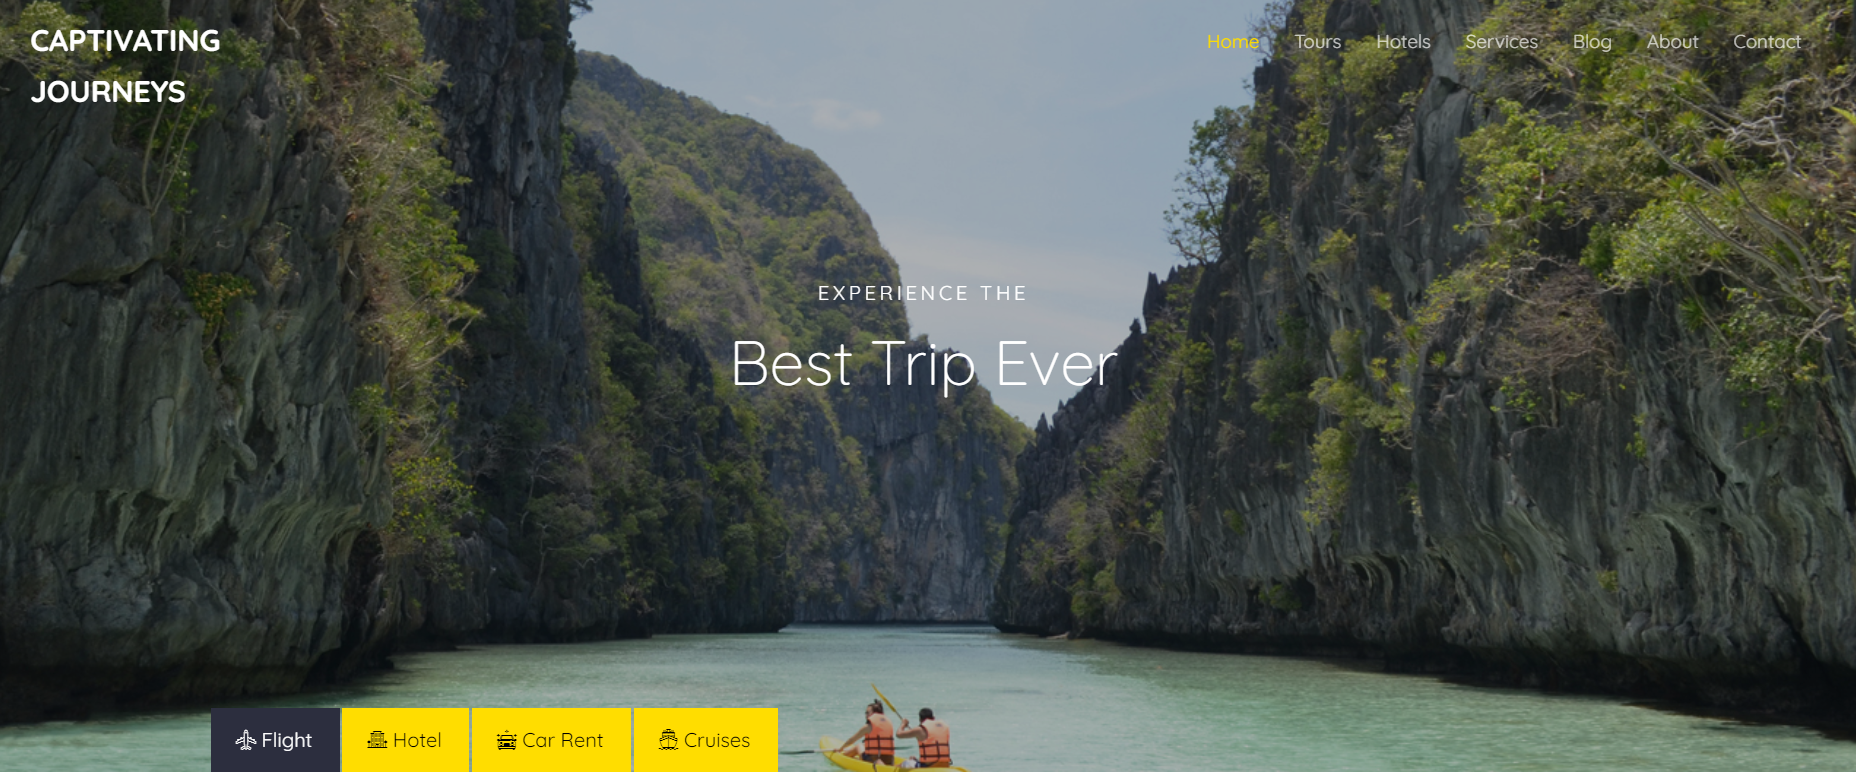 CAPTIVATING
JOURNEYS
Home Tours Hotels Services Blog About Contact
EXPERIENCE THE
Best Trip Ever
Flight Hotel Car Rent Cruises